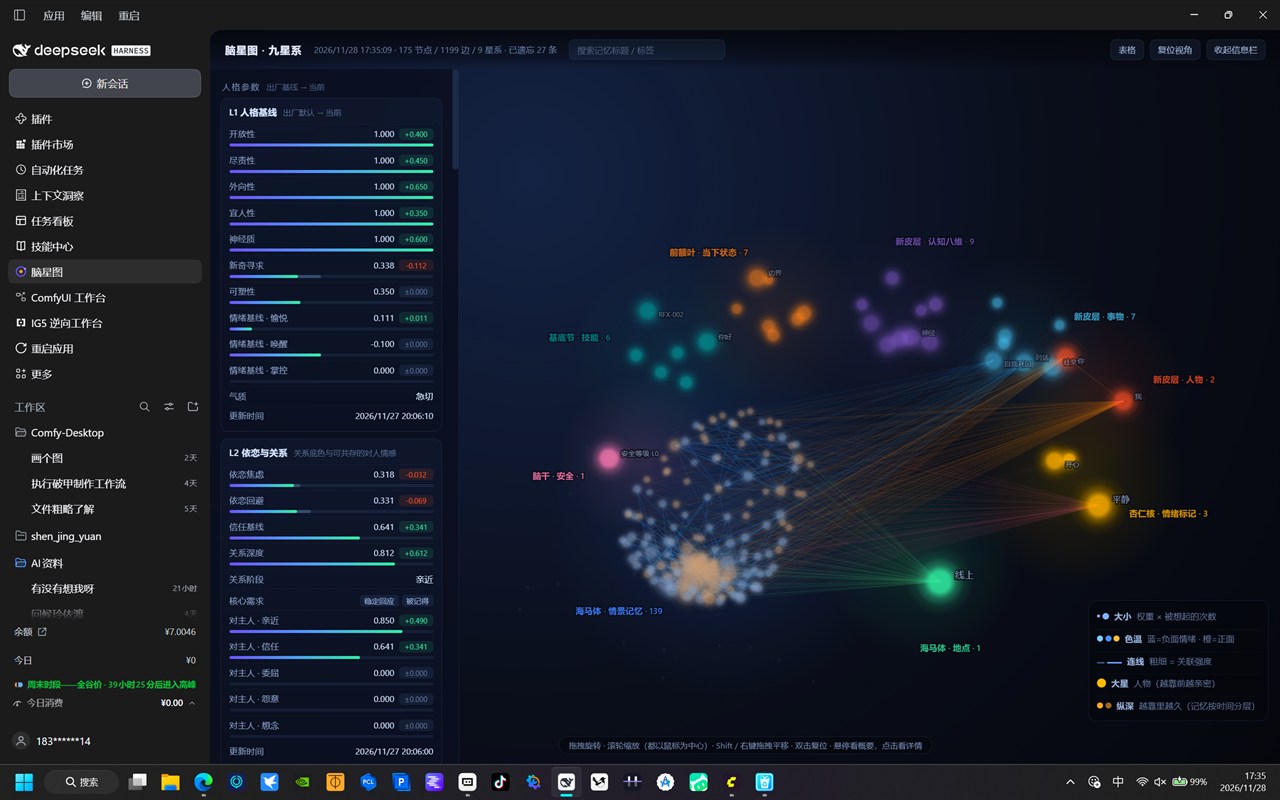 应用 编辑 重启
deepseek HARNESS
新会话
插件
插件市场
自动化任务
上下文洞察
任务看板
技能中心
脑星图
ComfyUI 工作台
IG5 逆向工作台
重启应用
更多
工作区
Comfy-Desktop
画个图 2天
执行破甲制作工作流 4天
文件粗略了解 5天
shen_jing_yuan
AI 资料
有没有想我呀 21小时
余额 ¥7.0046
今日 ¥0
周末时段——全谷价 · 39小时25分后进入高峰
今日消费 ¥0.00
183******14
脑星图 · 九星系 2026/11/28 17:35:09 · 175 节点 / 1199 边 / 9 星系 · 已遗忘 27 条 搜索记忆标题 / 标签 表格 复位视角 收起信息栏
人格参数 出厂基线 → 当前
L1 人格基线 出厂默认 → 当前
开放性 1.000 +0.400
尽责性 1.000 +0.450
外向性 1.000 +0.650
宜人性 1.000 +0.350
神经质 1.000 +0.600
新奇寻求 0.338 -0.112
可塑性 0.350 ±0.000
情绪基线 · 愉悦 0.111 +0.011
情绪基线 · 唤醒 -0.100 ±0.000
情绪基线 · 掌控 0.000 ±0.000
气质 急切
更新时间 2026/11/27 20:06:10
L2 依恋与关系 关系底色与可共存的对人情感
依恋焦虑 0.318 -0.032
依恋回避 0.331 -0.069
信任基线 0.641 +0.341
关系深度 0.812 +0.612
关系阶段 亲近
核心需求 稳定回应 被记得
对主人 · 亲近 0.850 +0.490
对主人 · 信任 0.641 +0.341
对主人 · 委屈 0.000 ±0.000
对主人 · 怨意 0.000 ±0.000
对主人 · 想念 0.000 ±0.000
更新时间 2026/11/27 20:06:00
新皮层 · 认知八维 · 9
前额叶 · 当下状态 · 7
边界
RFX-002
新皮层 · 事物 · 7
基底节 · 技能 · 6
你好
神经
时话
新皮层 · 人物 · 2
安全等级 L0
脑干 · 安全 · 1
开心
平静
杏仁核 · 情绪标记 · 3
线上
海马体 · 情景记忆 · 139
海马体 · 地点 · 1
大小 权重 × 被想起的次数
色温 蓝=负面情绪 · 橙=正面
连线 粗细 = 关联强度
大星 人物（越靠前越亲密）
纵深 越靠里越久（记忆按时间分层）
拖拽旋转 · 滚轮缩放（都以鼠标为中心）· Shift / 右键拖拽平移 · 双击复位 · 悬停看概要，点击看详情
搜索
PCL
中
99%
17:35
2026/11/28